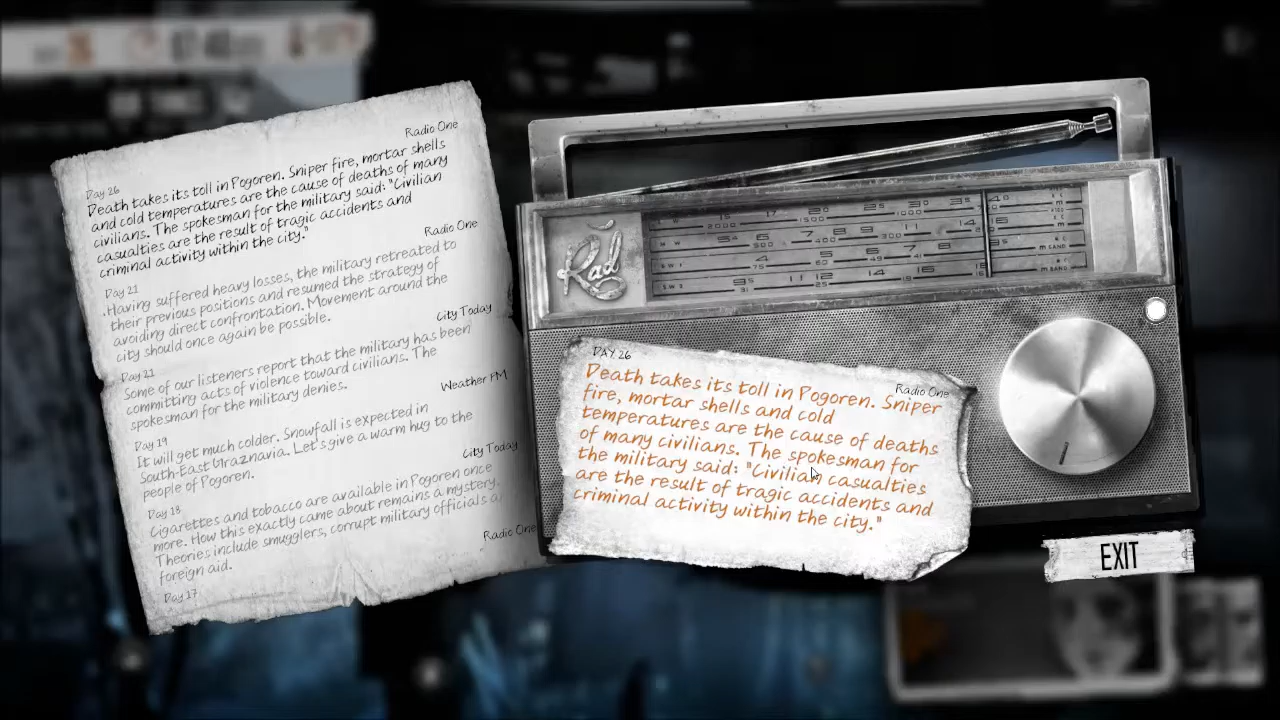 Radio One
Day 26
Death takes its toll in Pogoren. Sniper fire, mortar shells
and cold temperatures are the cause of deaths of many
civilians. The spokesman for the military said: "Civilian
casualties are the result of tragic accidents and
criminal activity within the city."
Radio One
Day 21
Having suffered heavy losses, the military retreated to
their previous positions and resumed the strategy of
avoiding direct confrontation. Movement around the
city should once again be possible.
City Today
Day 21
Some of our listeners report that the military has been
committing acts of violence toward civilians. The
spokesman for the military denies.
Weather FM
Day 19
It will get much colder. Snowfall is expected in
South-East Graznavia. Let's give a warm hug to the
people of Pogoren.
City Today
Day 18
Cigarettes and tobacco are available in Pogoren once
more. How this exactly came about remains a mystery.
Theories include smugglers, corrupt military officials or
foreign aid.
Radio One
Day 17
Rad
DAY 26
Radio One
Death takes its toll in Pogoren. Sniper
fire, mortar shells and cold
temperatures are the cause of deaths
of many civilians. The spokesman for
the military said: "Civilian casualties
are the result of tragic accidents and
criminal activity within the city."
EXIT